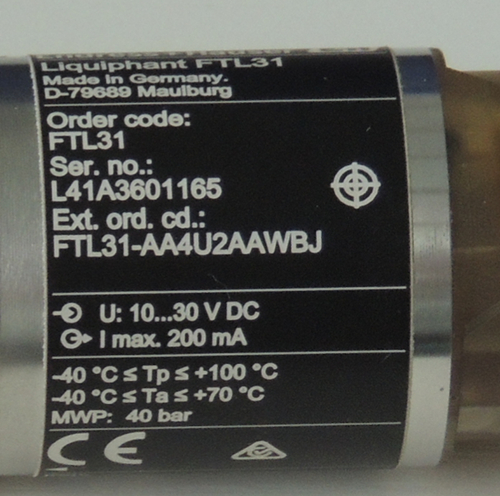 Liquiphant FTL31
Made in Germany.
D-79689 Maulburg
Order code:
FTL31
Ser. no.:
L41A3601165
Ext. ord. cd.:
FTL31-AA4U2AAWBJ
U: 10...30 V DC
I max. 200 mA
-40 °C ≤ Tp ≤ +100 °C
-40 °C ≤ Ta ≤ +70 °C
MWP: 40 bar
CE